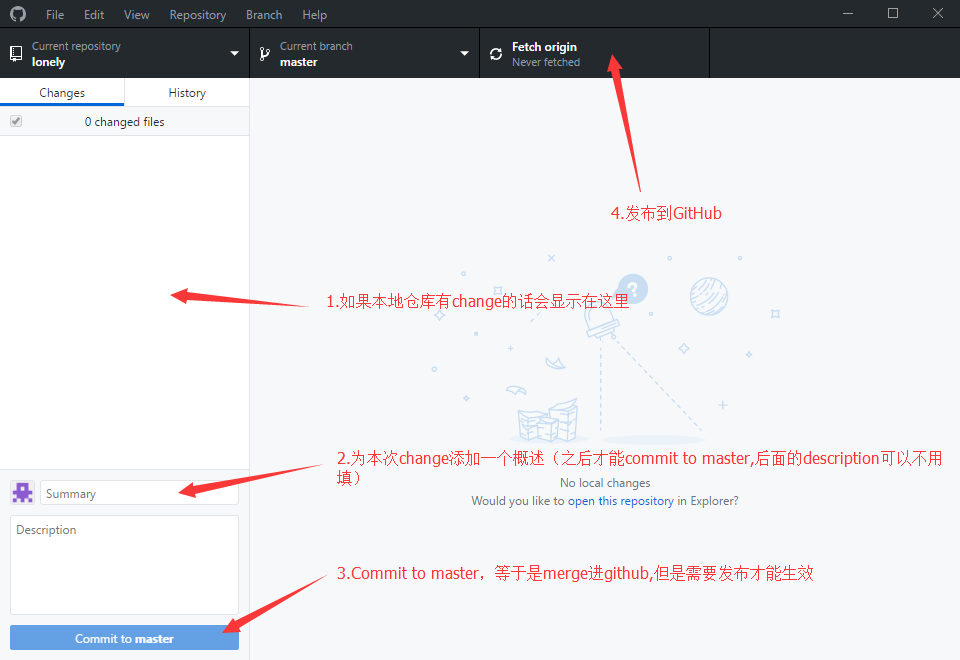 File Edit View Repository Branch Help
Current repository
lonely
Current branch
master
Fetch origin
Never fetched
Changes
History
0 changed files
4.发布到GitHub
?
1.如果本地仓库有change的话会显示在这里
2.为本次change添加一个概述（之后才能commit to master,后面的description可以不用
填）
Summary
No local changes
Would you like to open this repository in Explorer?
Description
3.Commit to master，等于是merge进github,但是需要发布才能生效
Commit to master